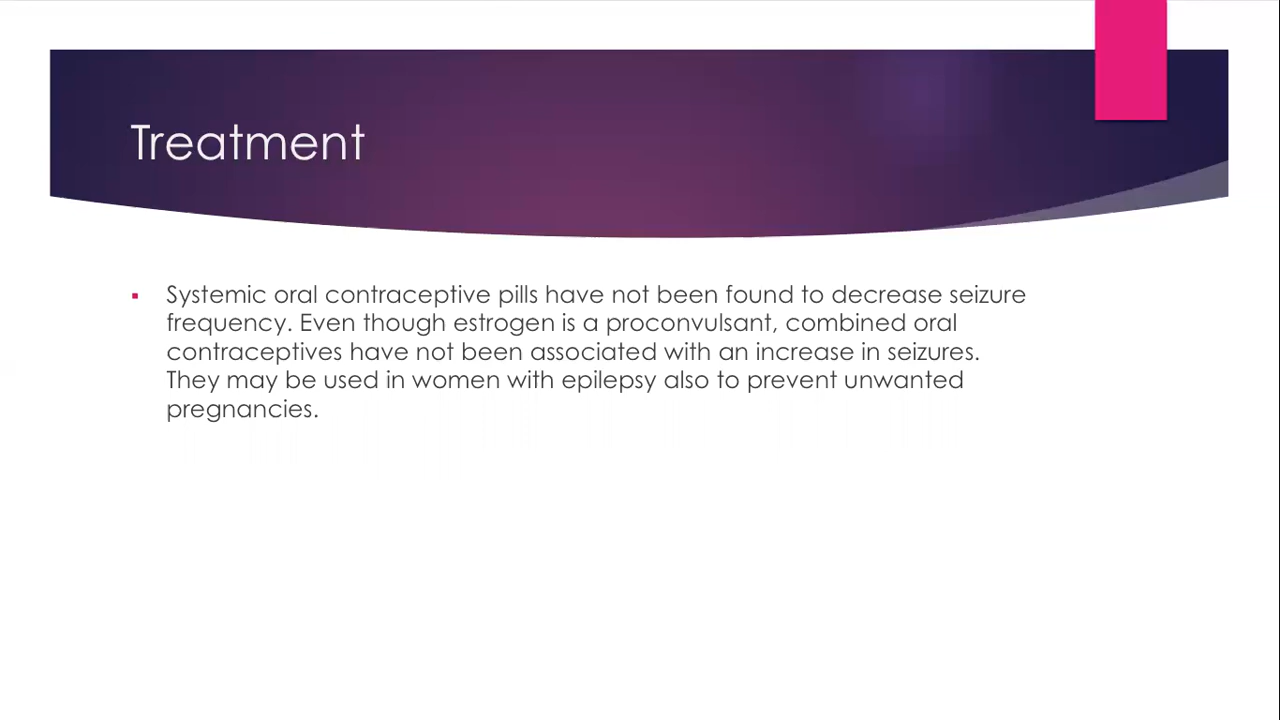 Treatment
Systemic oral contraceptive pills have not been found to decrease seizure
frequency. Even though estrogen is a proconvulsant, combined oral
contraceptives have not been associated with an increase in seizures.
They may be used in women with epilepsy also to prevent unwanted
pregnancies.